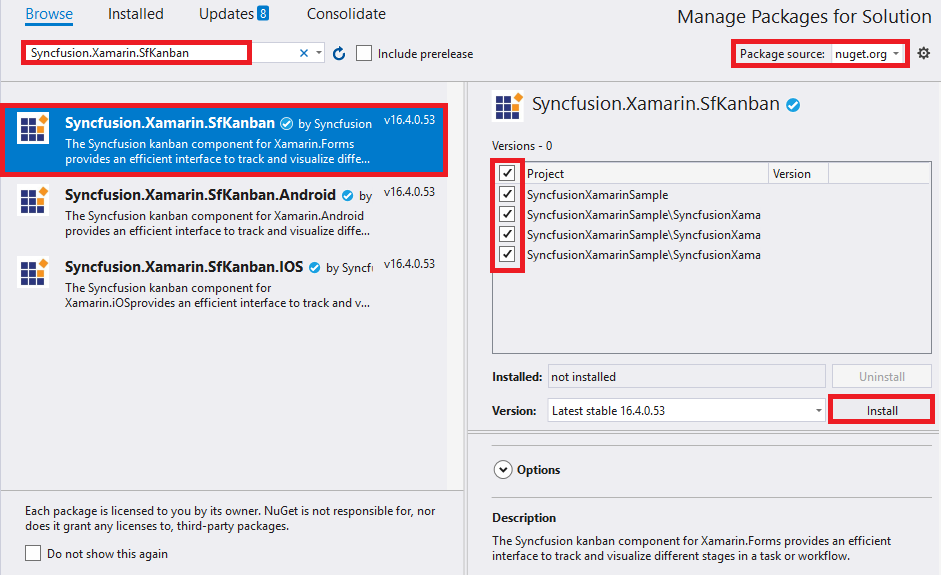 Browse Installed Updates 8 Consolidate
Manage Packages for Solution
Syncfusion.Xamarin.SfKanban
Include prerelease
Package source: nuget.org
Syncfusion.Xamarin.SfKanban by Syncfusion v16.4.0.53
The Syncfusion kanban component for Xamarin.Forms
provides an efficient interface to track and visualize diffe...
Syncfusion.Xamarin.SfKanban.Android by v16.4.0.53
The Syncfusion kanban component for Xamarin.Android
provides an efficient interface to track and visualize diffe...
Syncfusion.Xamarin.SfKanban.IOS by Syncf v16.4.0.53
The Syncfusion kanban component for
Xamarin.iOSprovides an efficient interface to track and v...
Each package is licensed to you by its owner. NuGet is not responsible for, nor
does it grant any licenses to, third-party packages.
Do not show this again
Syncfusion.Xamarin.SfKanban
Versions - 0
Project Version
SyncfusionXamarinSample
SyncfusionXamarinSample\SyncfusionXama
SyncfusionXamarinSample\SyncfusionXama
SyncfusionXamarinSample\SyncfusionXama
Installed: not installed Uninstall
Version: Latest stable 16.4.0.53 Install
Options
Description
The Syncfusion kanban component for Xamarin.Forms provides an efficient
interface to track and visualize different stages in a task or workflow.